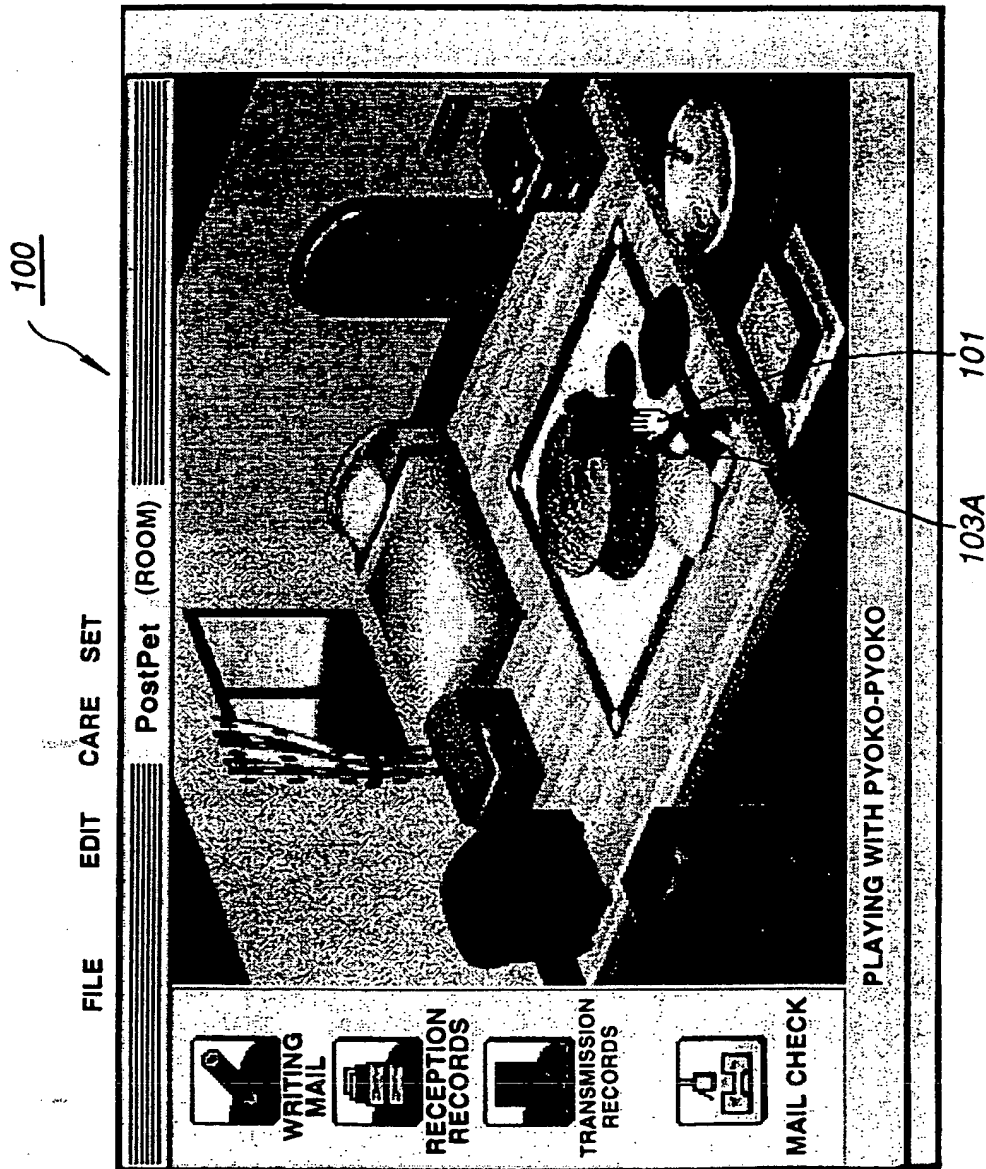 100
FILE EDIT CARE SET
PostPet (ROOM)
WRITING
MAIL
RECEPTION
RECORDS
TRANSMISSION
RECORDS
MAIL CHECK
PLAYING WITH PYOKO-PYOKO
103A
101